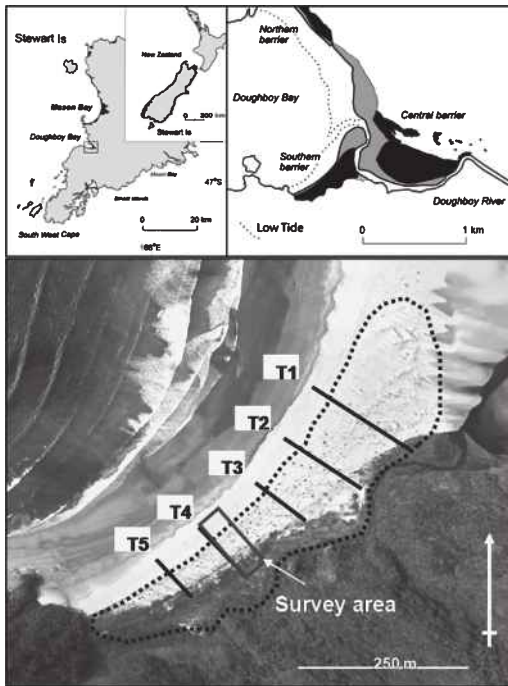 Stewart Is
New Zealand
Stewart Is
0 200 km
Mason Bay
Doughboy Bay
47°S
South West Cape
0 20 km
Northern
barrier
Doughboy Bay
Central barrier
Southern
barrier
Doughboy River
Low Tide
0 1 km
T1
T2
T3
T4
T5
Survey area
250 m